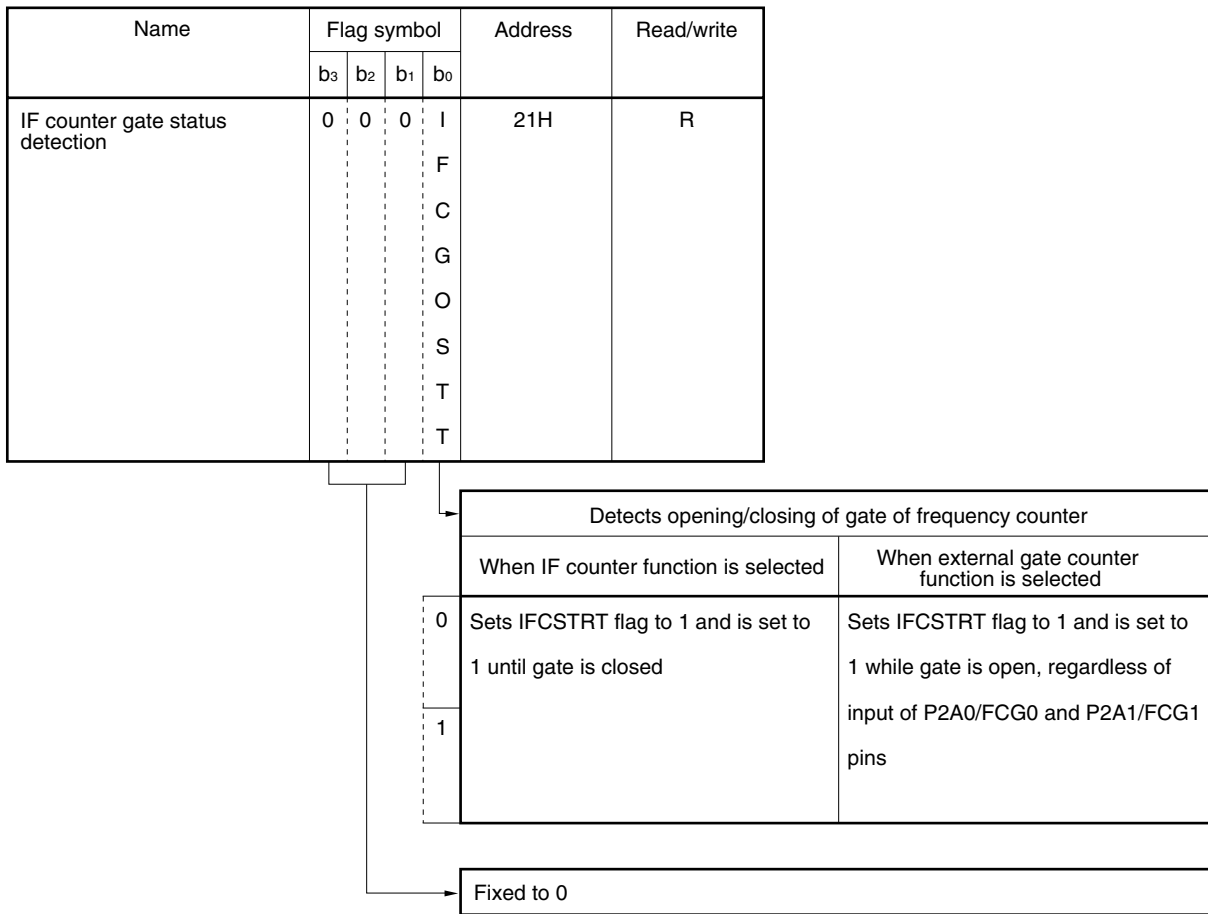 Name Flag symbol Address Read/write
b3 b2 b1 b0
IF counter gate status 0 0 0 I 21H R
detection
F
C
G
O
S
T
T
Detects opening/closing of gate of frequency counter
When IF counter function is selected When external gate counter
function is selected
0 Sets IFCSTRT flag to 1 and is set to Sets IFCSTRT flag to 1 and is set to
1 until gate is closed 1 while gate is open, regardless of
input of P2A0/FCG0 and P2A1/FCG1
1
pins
Fixed to 0